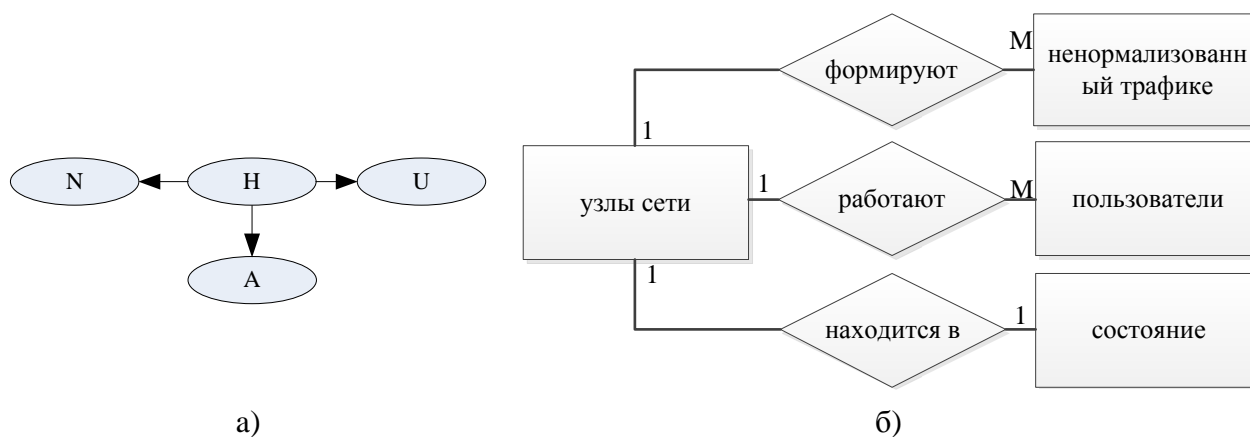 N
H
U
A
а)
формируют
М
ненормализованн
ый трафике
1
узлы сети
1
работают
М
пользователи
1
находится в
1
состояние
б)